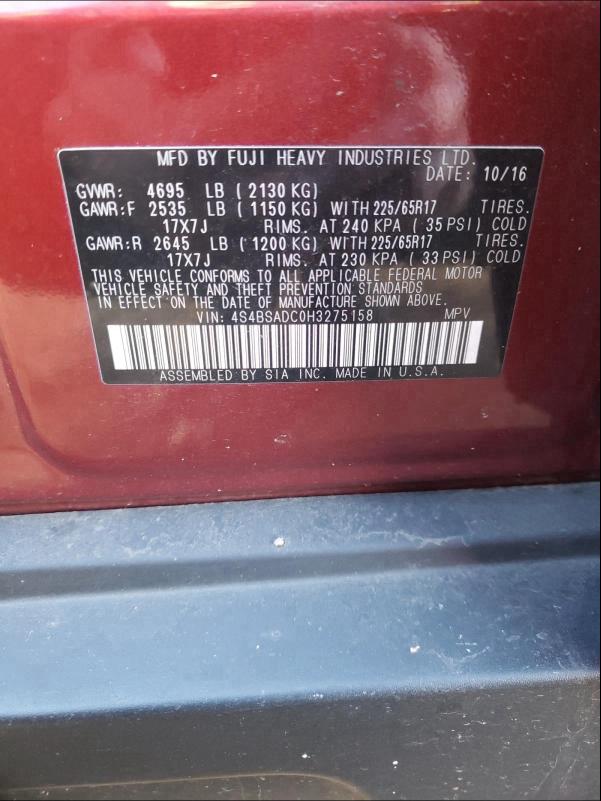 MFD BY FUJI HEAVY INDUSTRIES LTD.
DATE: 10/16
GVWR: 4695 LB ( 2130 KG)
GAWR:F 2535 LB ( 1150 KG) WITH 225/65R17 TIRES.
17X7J RIMS. AT 240 KPA ( 35 PSI) COLD
GAWR:R 2645 LB ( 1200 KG) WITH 225/65R17 TIRES.
17X7J RIMS. AT 230 KPA ( 33 PSI) COLD
THIS VEHICLE CONFORMS TO ALL APPLICABLE FEDERAL MOTOR
VEHICLE SAFETY AND THEFT PREVENTION STANDARDS
IN EFFECT ON THE DATE OF MANUFACTURE SHOWN ABOVE.
VIN: 4S4BSADC0H3275158 MPV
ASSEMBLED BY SIA INC. MADE IN U.S.A.